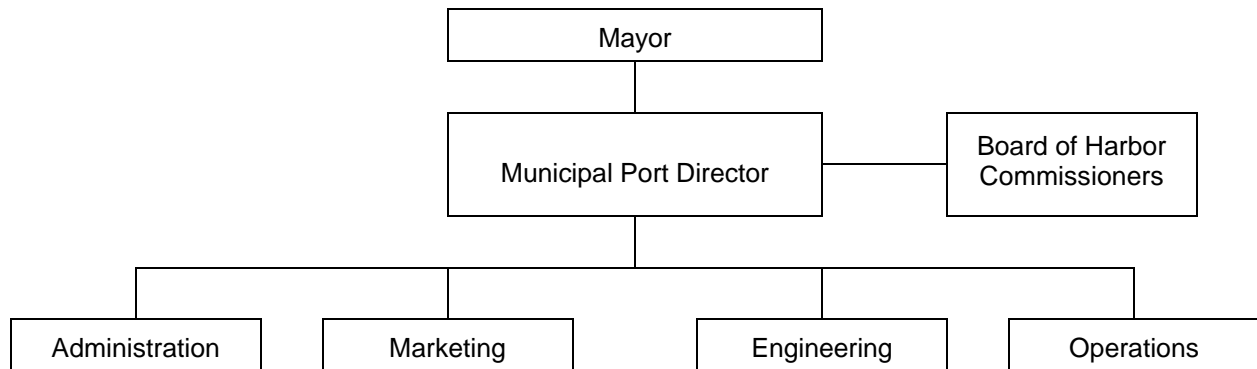 Mayor
Municipal Port Director
Board of Harbor
Commissioners
Administration
Marketing
Engineering
Operations